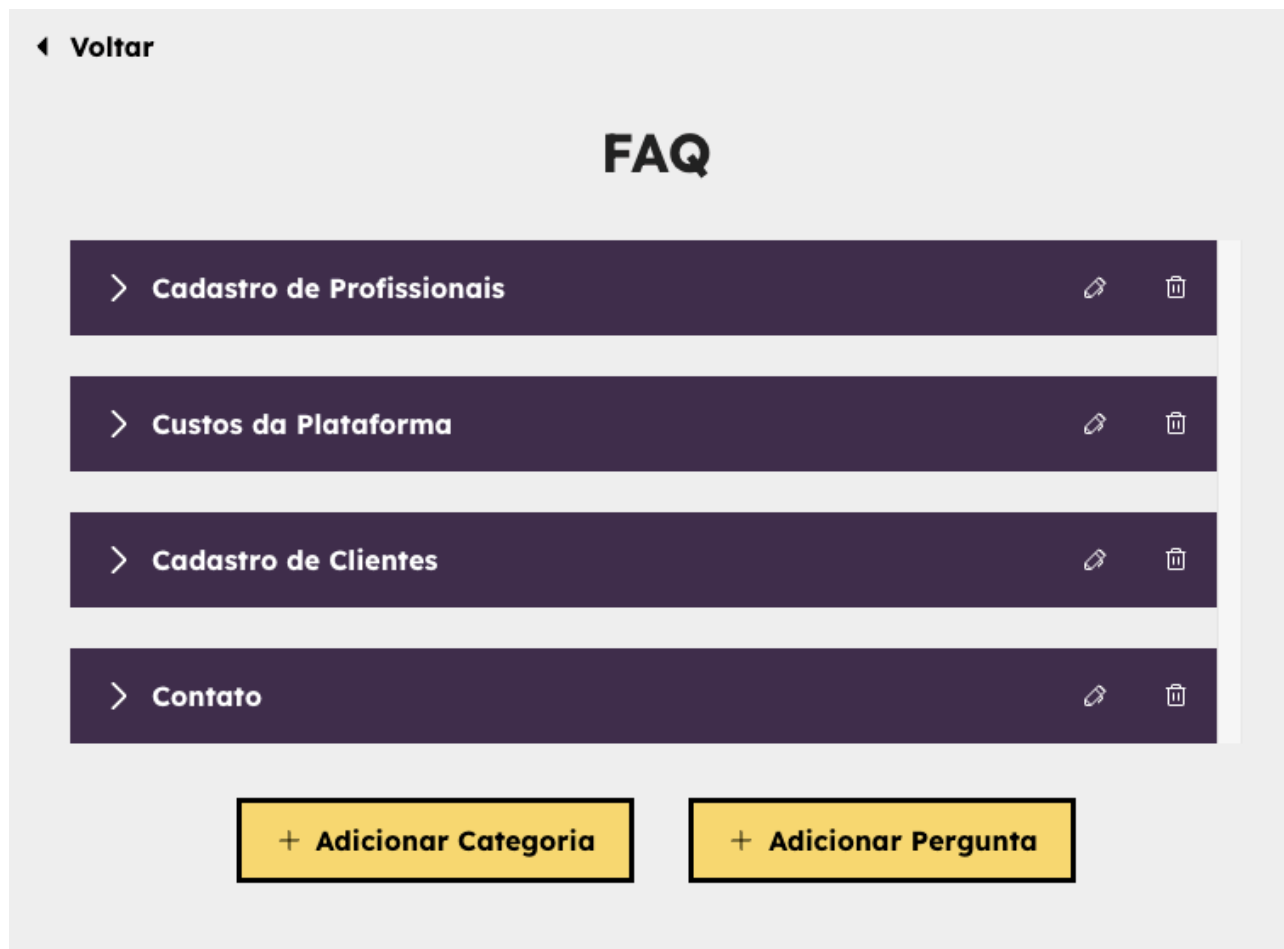 Voltar
FAQ
Cadastro de Profissionais
Custos da Plataforma
Cadastro de Clientes
Contato
+ Adicionar Categoria
+ Adicionar Pergunta